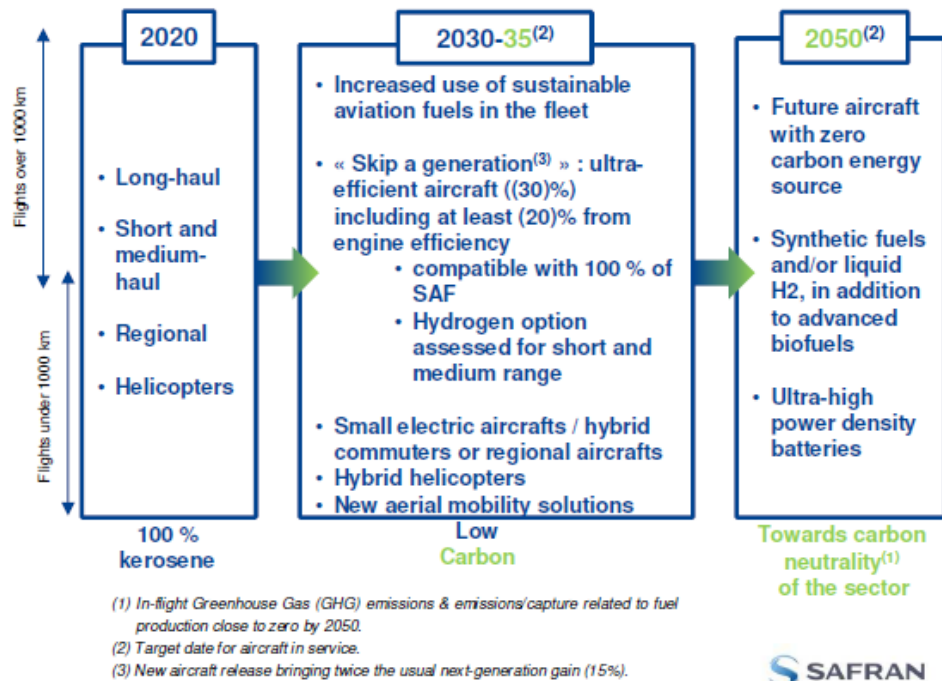 Flights over 1000 km
Flights under 1000 km
2020
• Long-haul
• Short and
medium-
haul
• Regional
• Helicopters
100 %
kerosene
2030-35(2)
• Increased use of sustainable
aviation fuels in the fleet
• « Skip a generation(3) » : ultra-
efficient aircraft ((30)%)
including at least (20)% from
engine efficiency
• compatible with 100 % of
SAF
• Hydrogen option
assessed for short and
medium range
• Small electric aircrafts / hybrid
commuters or regional aircrafts
• Hybrid helicopters
• New aerial mobility solutions
Low
Carbon
2050(2)
• Future aircraft
with zero
carbon energy
source
• Synthetic fuels
and/or liquid
H2, in addition
to advanced
biofuels
• Ultra-high
power density
batteries
Towards carbon
neutrality(1)
of the sector
(1) In-flight Greenhouse Gas (GHG) emissions & emissions/capture related to fuel
production close to zero by 2050.
(2) Target date for aircraft in service.
(3) New aircraft release bringing twice the usual next-generation gain (15%).
SAFRAN